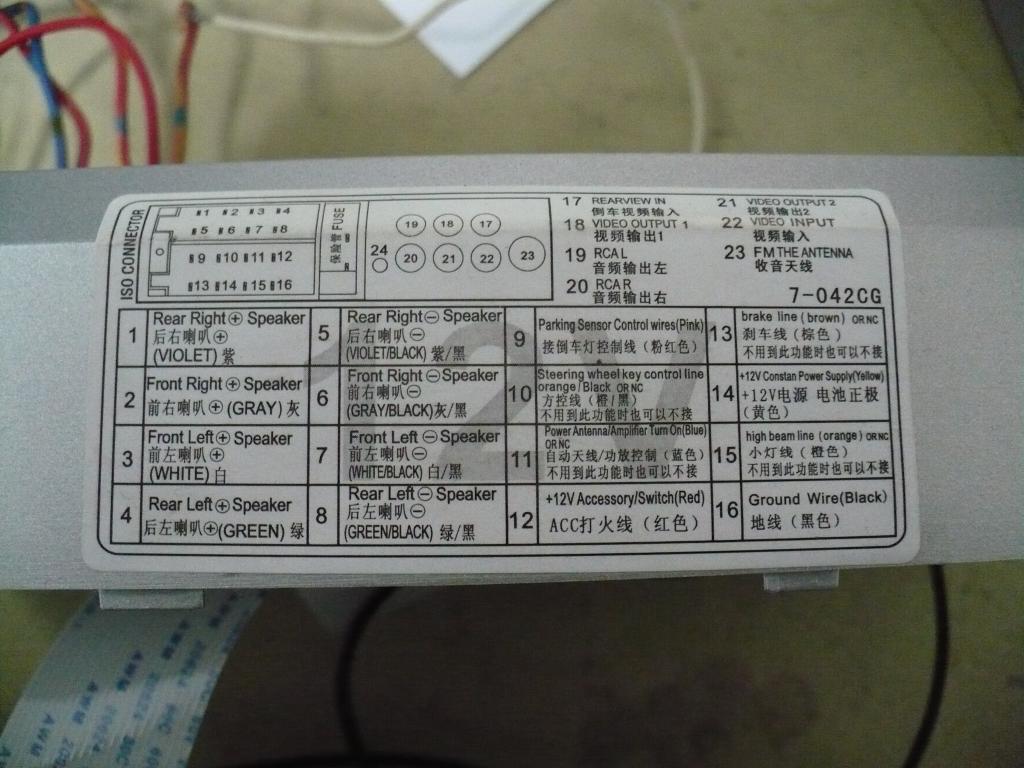 ISO CONNECTOR
1 2 3 4
5 6 7 8
9 10 11 12
13 14 15 16
保险管 FUSE
19 18 17
24 20 21 22 23
17 REARVIEW IN
倒车视频输入
18 VIDEO OUTPUT 1
视频输出1
19 RCAL
音频输出左
20 RCAR
音频输出右
21 VIDEO OUTPUT 2
视频输出2
22 VIDEO INPUT
视频输入
23 FM THE ANTENNA
收音天线
7-042CG
1 Rear Right⊕ Speaker
后右喇叭⊕
(VIOLET) 紫
2 Front Right ⊕ Speaker
前右喇叭⊕(GRAY) 灰
3 Front Left⊕ Speaker
前左喇叭⊕
(WHITE) 白
4 Rear Left⊕ Speaker
后左喇叭⊕(GREEN) 绿
5 Rear Right⊖ Speaker
后右喇叭⊖
(VIOLET/BLACK) 紫/黑
6 Front Right ⊖Speaker
前右喇叭⊖
(GRAY/BLACK)灰/黑
7 Front Left ⊖ Speaker
前左喇叭⊖
(WHITE/BLACK) 白/黑
8 Rear Left⊖ Speaker
后左喇叭⊖
(GREEN/BLACK) 绿/黑
9 Parking Sensor Control wires(Pink)
接倒车灯控制线（粉红色）
10 Steering wheel key control line
orange/Black OR NC
方控线（橙/黑）
不用到此功能时也可以不接
11 Power Antenna/Amplifier Turn On(Blue)
OR NC
自动天线/功放控制（蓝色）
不用到此功能时也可以不接
12 +12V Accessory/Switch(Red)
ACC打火线（红色）
13 brake line (brown) OR NC
刹车线（棕色）
不用到此功能时也可以不接
14 +12V Constan Power Supply(Yellow)
+12V电源 电池正极
(黄色)
15 high beam line (orange) OR NC
小灯线（橙色）
不用到此功能时也可以不接
16 Ground Wire(Black)
地线（黑色）
12V